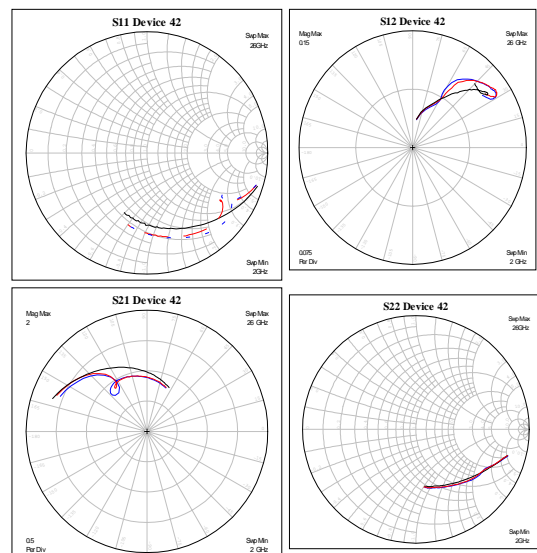 S11 Device 42
Swp Max
26GHz
Swp Min
2GHz
S12 Device 42
Mag Max
0.15
Swp Max
26 GHz
0.075
Per Div
Swp Min
2 GHz
S21 Device 42
Mag Max
2
Swp Max
26 GHz
0.5
Per Div
Swp Min
2 GHz
S22 Device 42
Swp Max
26GHz
Swp Min
2GHz